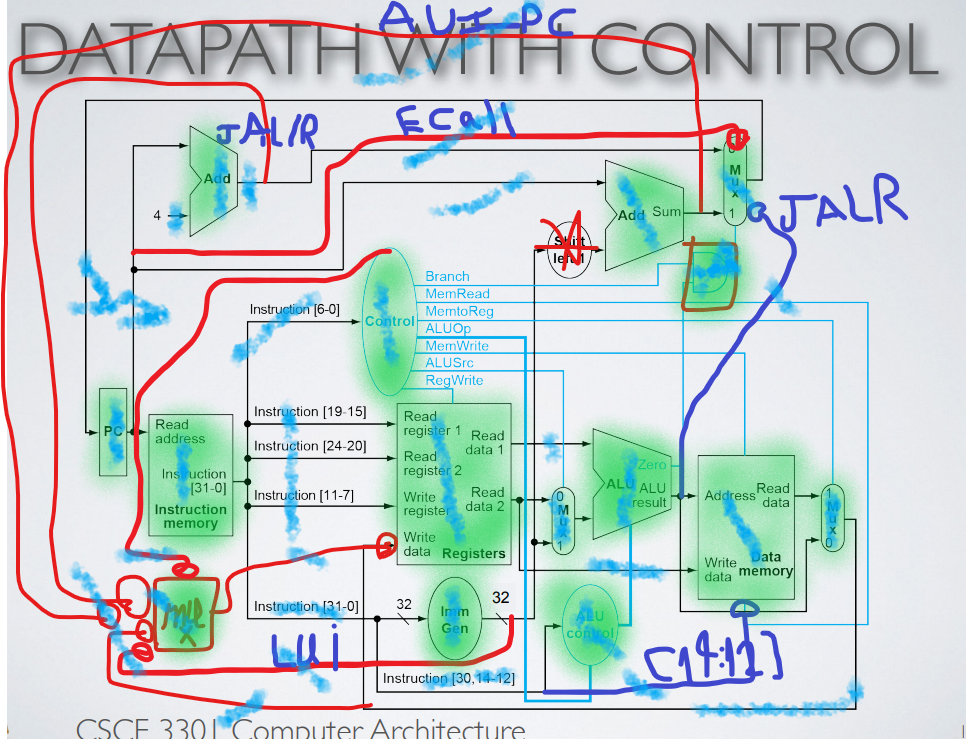 AUIPC
DATAPATH WITH CONTROL
JAL/R
Ecall
Add
4
Add Sum
0
Mux
1
JALR
Shift left 1
Branch
MemRead
MemtoReg
ALUOp
MemWrite
ALUSrc
RegWrite
Control
Instruction [6-0]
PC
Read address
Instruction [31-0]
Instruction memory
Instruction [19-15]
Instruction [24-20]
Instruction [11-7]
Read register 1
Read register 2
Write register
Write data
Read data 1
Read data 2
Registers
0
Mux
1
Zero
ALU
ALU result
Address
Read data
Write data
Data memory
1
Mux
0
MUX
Instruction [31-0]
32
Imm Gen
32
ALU control
LUi
[14:12]
Instruction [30,14-12]
CSCE 3301 Computer Architecture